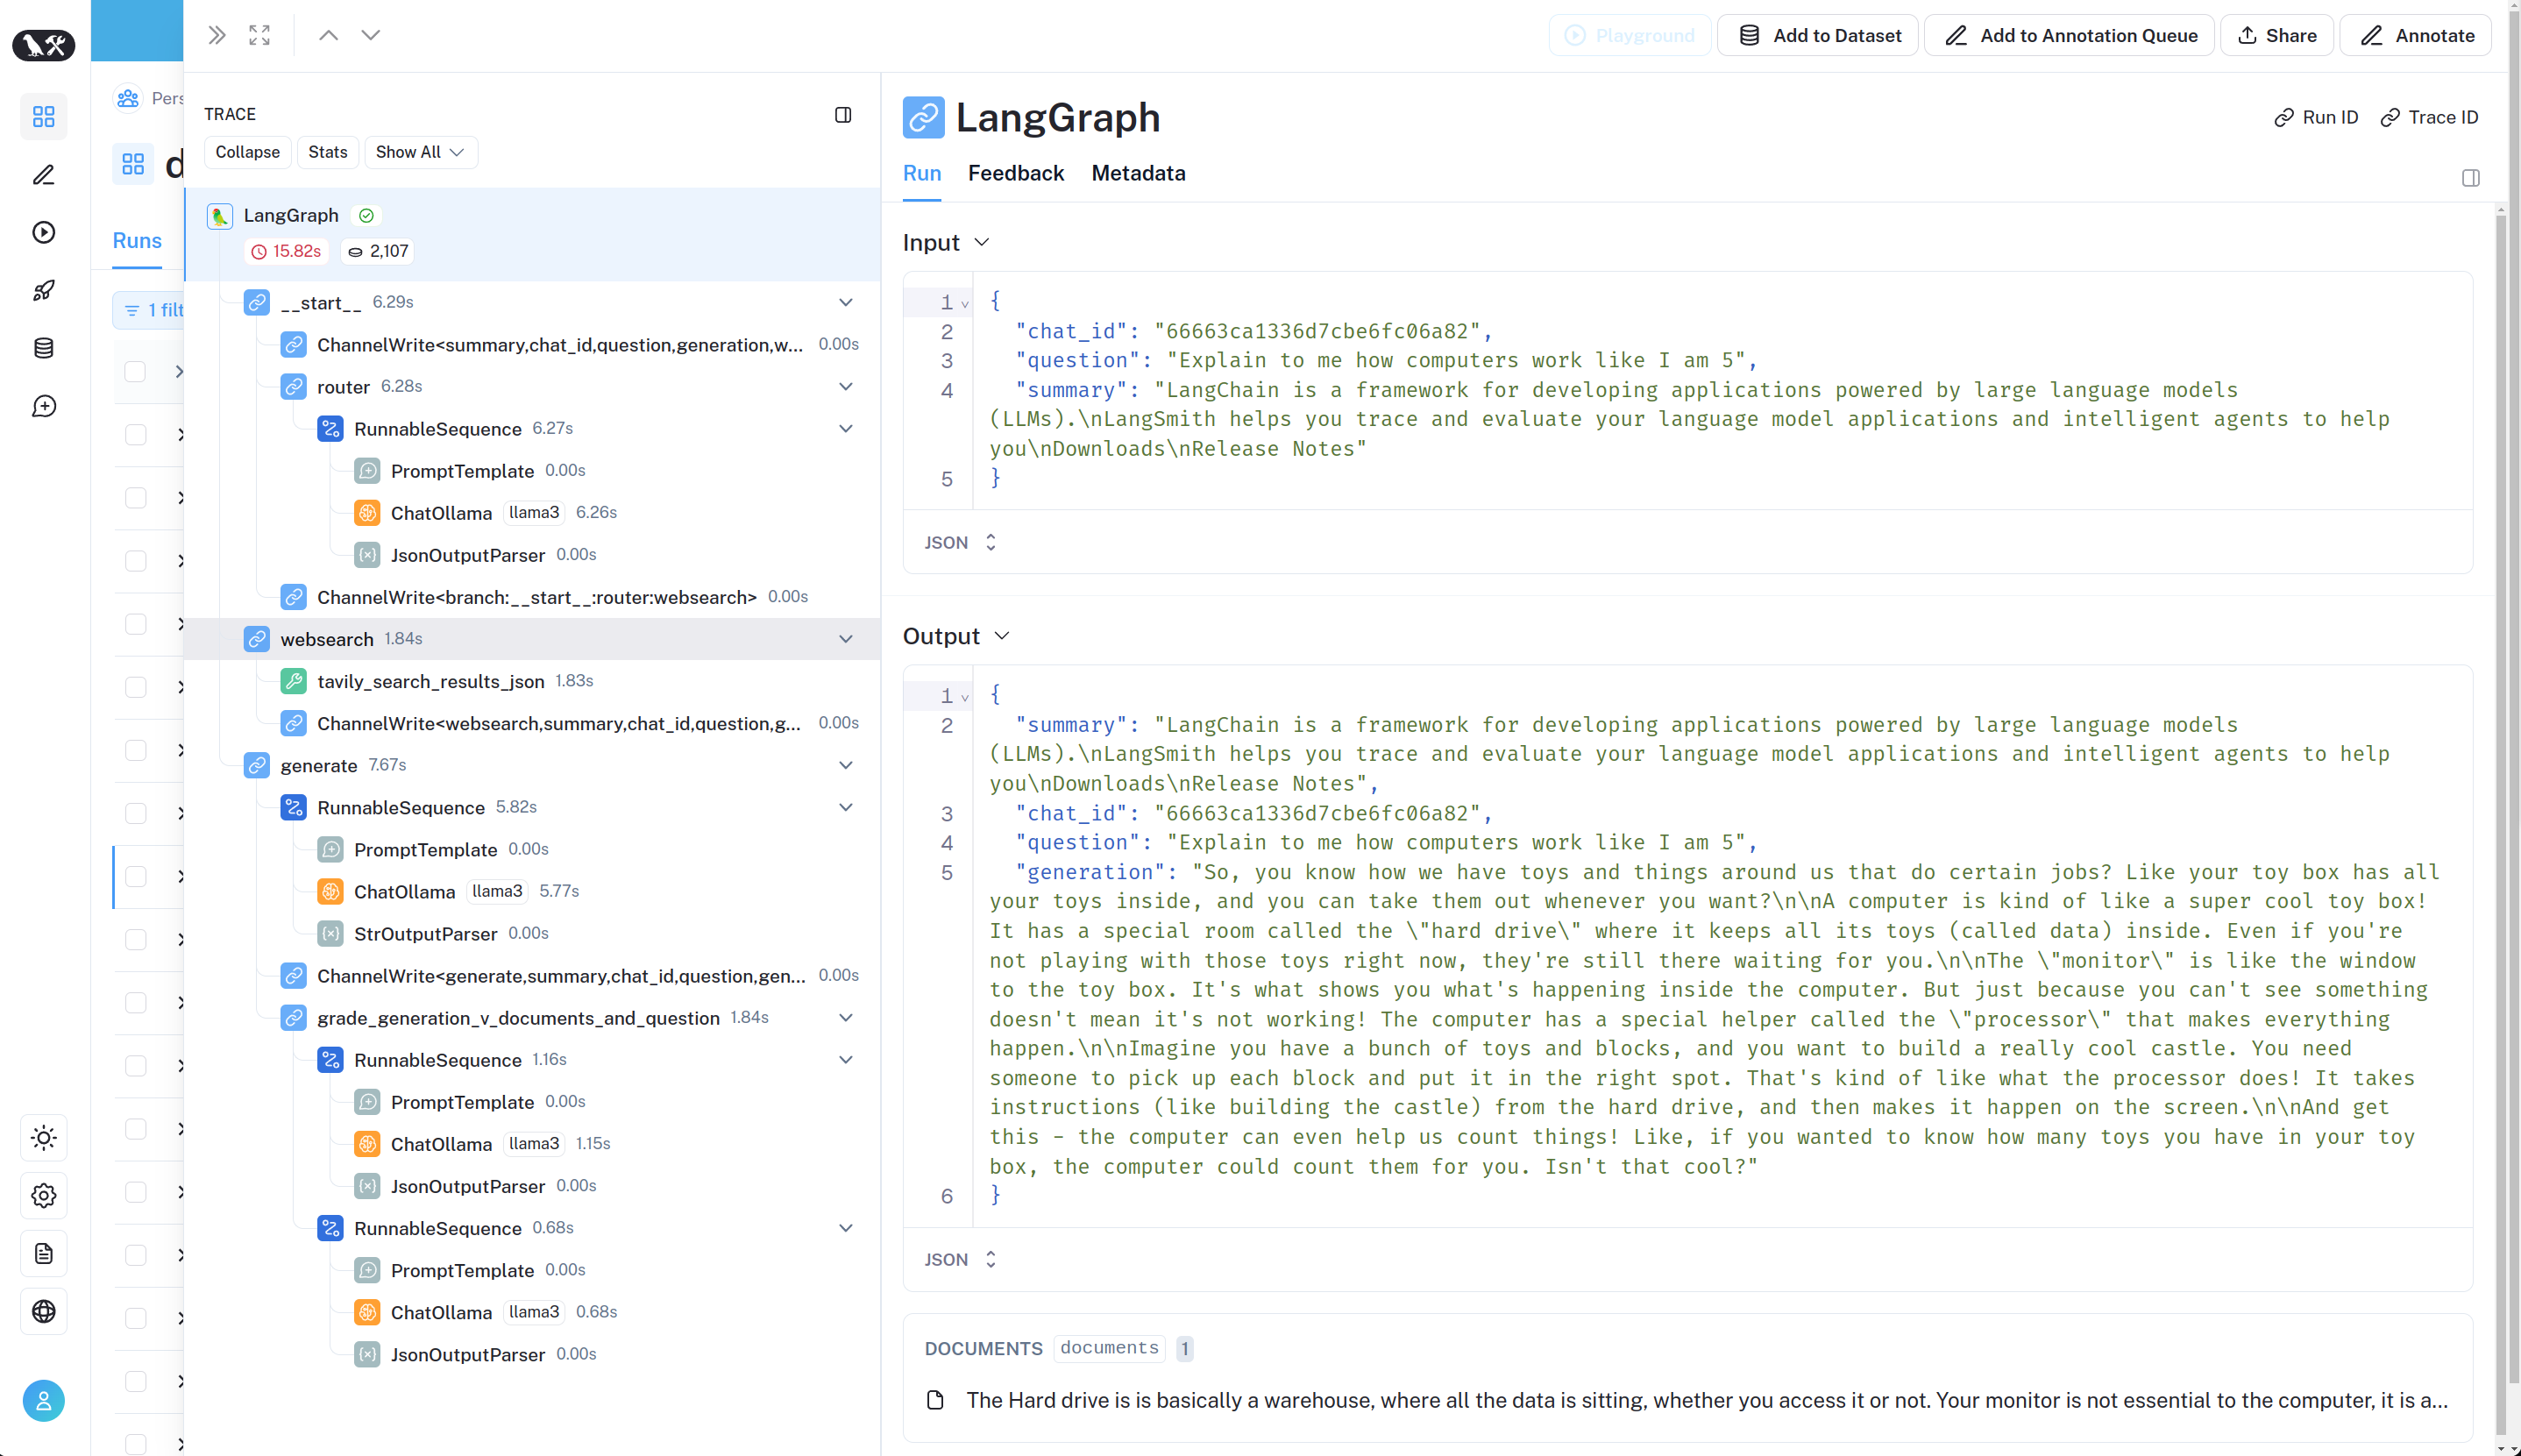 Playground
Add to Dataset
Add to Annotation Queue
Share
Annotate
Pers
d
Runs
1 filt
TRACE
Collapse
Stats
Show All
LangGraph
15.82s
2,107
__start__ 6.29s
ChannelWrite<summary,chat_id,question,generation,w... 0.00s
router 6.28s
RunnableSequence 6.27s
PromptTemplate 0.00s
ChatOllama llama3 6.26s
JsonOutputParser 0.00s
ChannelWrite<branch:__start__:router:websearch> 0.00s
websearch 1.84s
tavily_search_results_json 1.83s
ChannelWrite<websearch,summary,chat_id,question,g... 0.00s
generate 7.67s
RunnableSequence 5.82s
PromptTemplate 0.00s
ChatOllama llama3 5.77s
StrOutputParser 0.00s
ChannelWrite<generate,summary,chat_id,question,gen... 0.00s
grade_generation_v_documents_and_question 1.84s
RunnableSequence 1.16s
PromptTemplate 0.00s
ChatOllama llama3 1.15s
JsonOutputParser 0.00s
RunnableSequence 0.68s
PromptTemplate 0.00s
ChatOllama llama3 0.68s
JsonOutputParser 0.00s
LangGraph
Run ID
Trace ID
Run
Feedback
Metadata
Input
1 {
2 "chat_id": "66663ca1336d7cbe6fc06a82",
3 "question": "Explain to me how computers work like I am 5",
4 "summary": "LangChain is a framework for developing applications powered by large language models
(LLMs).\nLangSmith helps you trace and evaluate your language model applications and intelligent agents to help
you\nDownloads\nRelease Notes"
5 }
JSON
Output
1 {
2 "summary": "LangChain is a framework for developing applications powered by large language models
(LLMs).\nLangSmith helps you trace and evaluate your language model applications and intelligent agents to help
you\nDownloads\nRelease Notes",
3 "chat_id": "66663ca1336d7cbe6fc06a82",
4 "question": "Explain to me how computers work like I am 5",
5 "generation": "So, you know how we have toys and things around us that do certain jobs? Like your toy box has all
your toys inside, and you can take them out whenever you want?\n\nA computer is kind of like a super cool toy box!
It has a special room called the \"hard drive\" where it keeps all its toys (called data) inside. Even if you're
not playing with those toys right now, they're still there waiting for you.\n\nThe \"monitor\" is like the window
to the toy box. It's what shows you what's happening inside the computer. But just because you can't see something
doesn't mean it's not working! The computer has a special helper called the \"processor\" that makes everything
happen.\n\nImagine you have a bunch of toys and blocks, and you want to build a really cool castle. You need
someone to pick up each block and put it in the right spot. That's kind of like what the processor does! It takes
instructions (like building the castle) from the hard drive, and then makes it happen on the screen.\n\nAnd get
this - the computer can even help us count things! Like, if you wanted to know how many toys you have in your toy
box, the computer could count them for you. Isn't that cool?"
6 }
JSON
DOCUMENTS documents 1
The Hard drive is is basically a warehouse, where all the data is sitting, whether you access it or not. Your monitor is not essential to the computer, it is a...